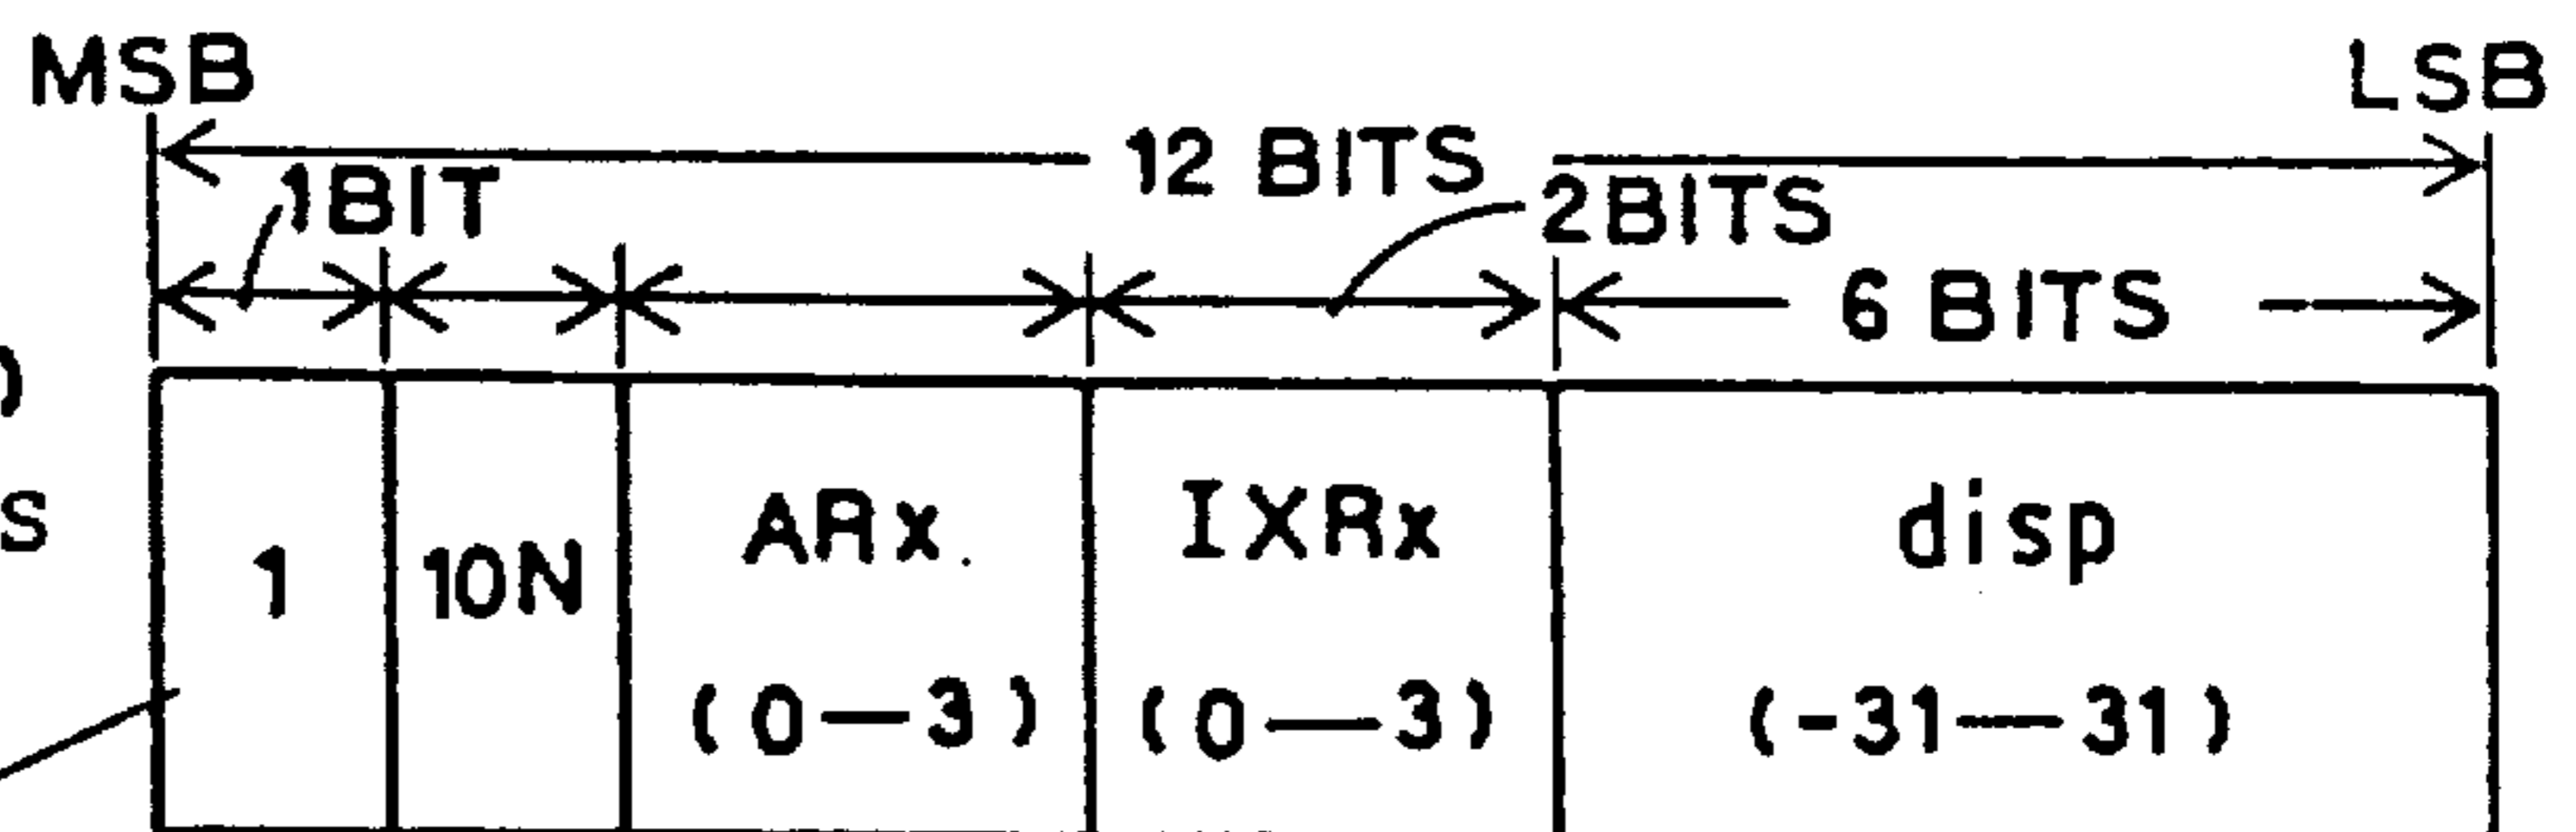 MSB LSB
12 BITS
1BIT 2BITS
6 BITS
)
S
1 10N ARx. IXRx disp
(0—3) (0—3) (-31—31)